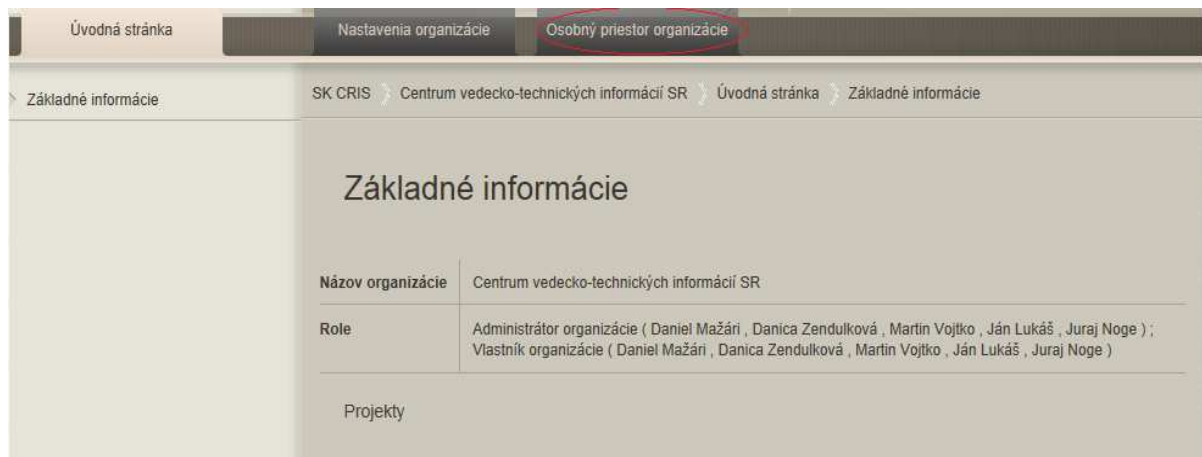 Úvodná stránka
Nastavenia organizácie
Osobný priestor organizácie
Základné informácie
SK CRIS Centrum vedecko-technických informácií SR Úvodná stránka Základné informácie
Základné informácie
Názov organizácie Centrum vedecko-technických informácií SR
Role Administrátor organizácie ( Daniel Mažári , Danica Zendulková , Martin Vojtko , Ján Lukáš , Juraj Noge ) ;
Vlastník organizácie ( Daniel Mažári , Danica Zendulková , Martin Vojtko , Ján Lukáš , Juraj Noge )
Projekty